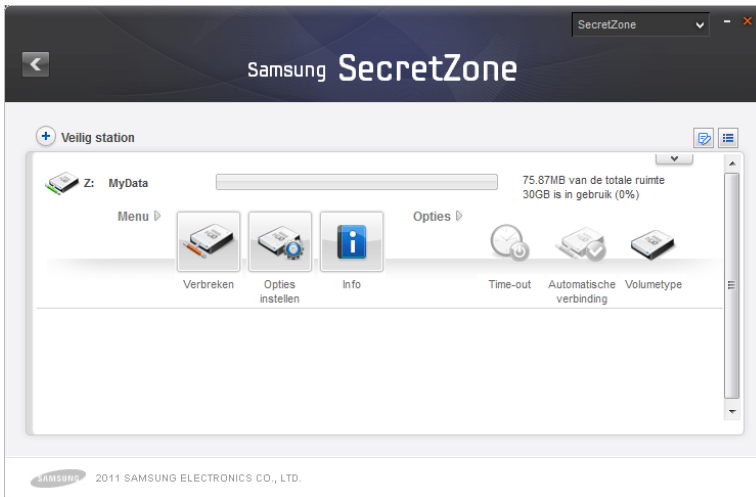 SecretZone
Samsung SecretZone
Veilig station
Z: MyData
75.87MB van de totale ruimte
30GB is in gebruik (0%)
Menu
Opties
Verbreken
Opties instellen
Info
Time-out
Automatische verbinding
Volumetype
SAMSUNG 2011 SAMSUNG ELECTRONICS CO., LTD.